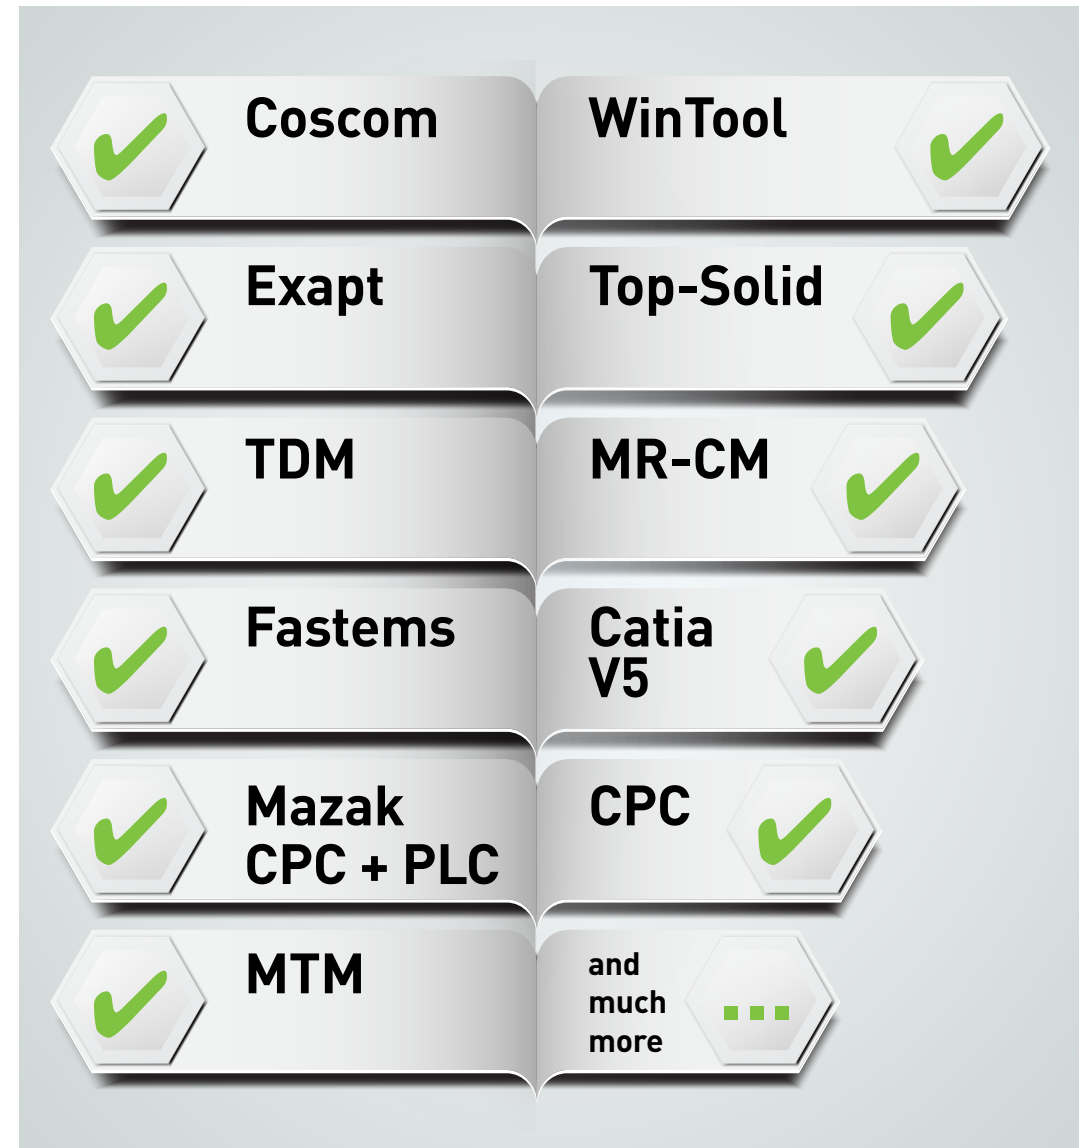 Coscom
WinTool
Exapt
Top-Solid
TDM
MR-CM
Fastems
Catia
V5
Mazak
CPC + PLC
CPC
MTM
and
much
more